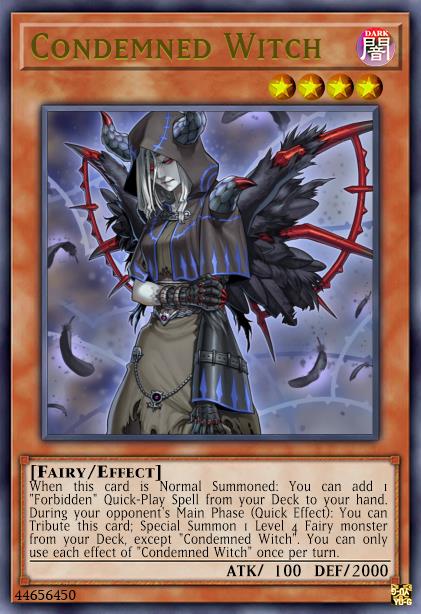 CONDEMNED WITCH
DARK
闇
[FAIRY/EFFECT]
When this card is Normal Summoned: You can add 1
"Forbidden" Quick-Play Spell from your Deck to your hand.
During your opponent's Main Phase (Quick Effect): You can
Tribute this card; Special Summon 1 Level 4 Fairy monster
from your Deck, except "Condemned Witch". You can only
use each effect of "Condemned Witch" once per turn.
ATK/ 100 DEF/2000
44656450